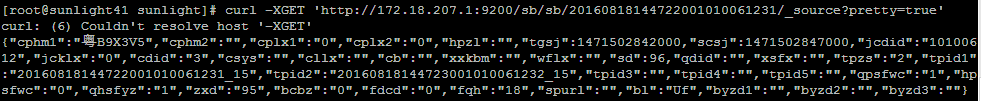 [root@sunlight41 sunlight]# curl –XGET 'http://172.18.207.1:9200/sb/sb/20160818144722001010061231/_source?pretty=true'
curl: (6) Couldn't resolve host '–XGET'
{"cphm1":"粤B9X3V5","cphm2":"","cplx1":"0","cplx2":"0","hpzl":"","tgsj":1471502842000,"scsj":1471502847000,"jcdid":"101006
12","jcklx":"0","cdid":"3","csys":"","cllx":"","cb":"","xxkbm":"","wflx":"","sd":96,"qdid":"","xsfx":"","tpzs":"2","tpid1"
:"20160818144722001010061231_15","tpid2":"20160818144723001010061232_15","tpid3":"","tpid4":"","tpid5":"","qpsfwc":"1","hp
sfwc":"0","qhsfyz":"1","zxd":"95","bcbz":"0","fdcd":"0","fqh":"18","spurl":"","bl":"Uf","byzd1":"","byzd2":"","byzd3":""}